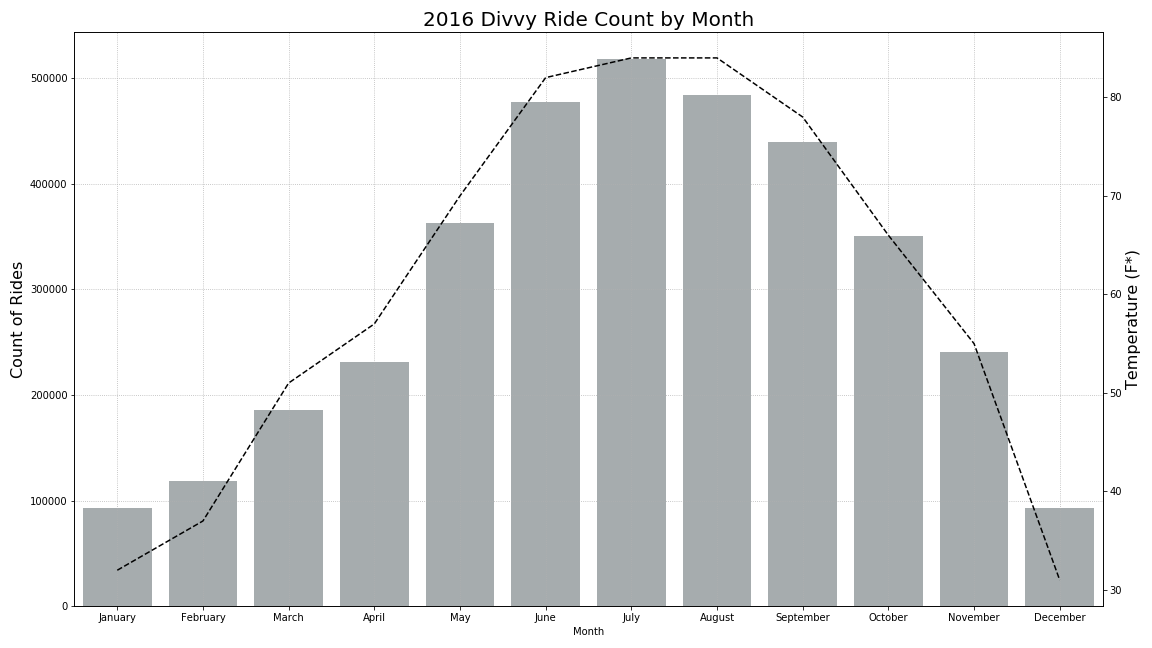 2016 Divvy Ride Count by Month
Count of Rides
500000
400000
300000
200000
100000
0
80
70
60
50
40
30
Temperature (F*)
January February March April May June July August September October November December
Month